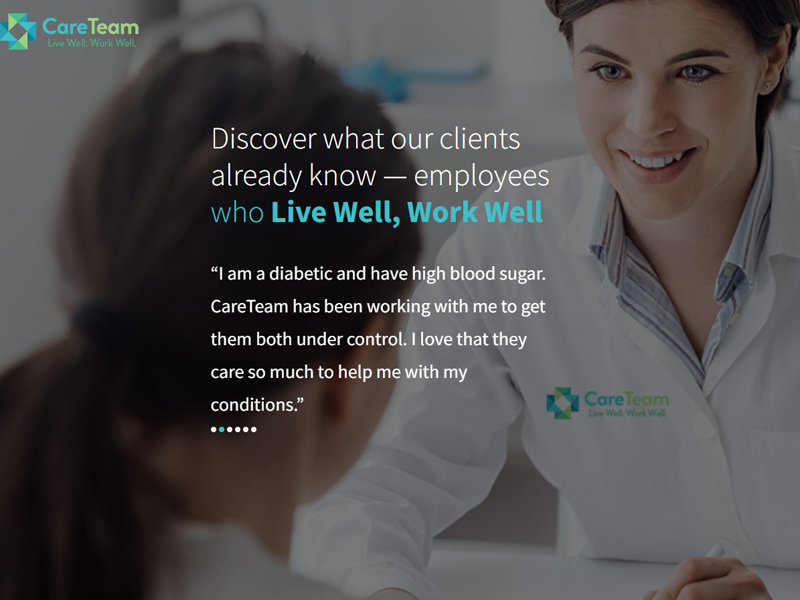 CareTeam
Live Well. Work Well.
Discover what our clients
already know — employees
who Live Well, Work Well
“I am a diabetic and have high blood sugar.
CareTeam has been working with me to get
them both under control. I love that they
care so much to help me with my
conditions.”
CareTeam
Live Well. Work Well.